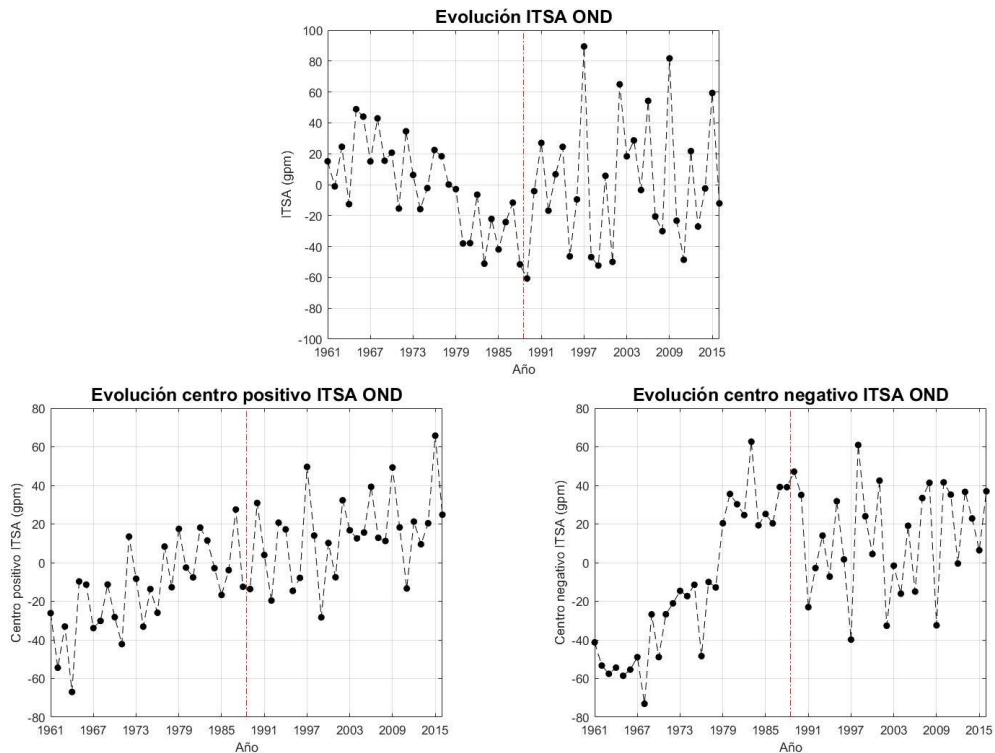 Evolución ITSA OND
100
80
60
40
20
0
-20
-40
-60
-80
-100
ITSA (gpm)
1961 1967 1973 1979 1985 1991 1997 2003 2009 2015
Año
Evolución centro positivo ITSA OND
80
60
40
20
0
-20
-40
-60
-80
Centro positivo ITSA (gpm)
1961 1967 1973 1979 1985 1991 1997 2003 2009 2015
Año
Evolución centro negativo ITSA OND
80
60
40
20
0
-20
-40
-60
-80
Centro negativo ITSA (gpm)
1961 1967 1973 1979 1985 1991 1997 2003 2009 2015
Año